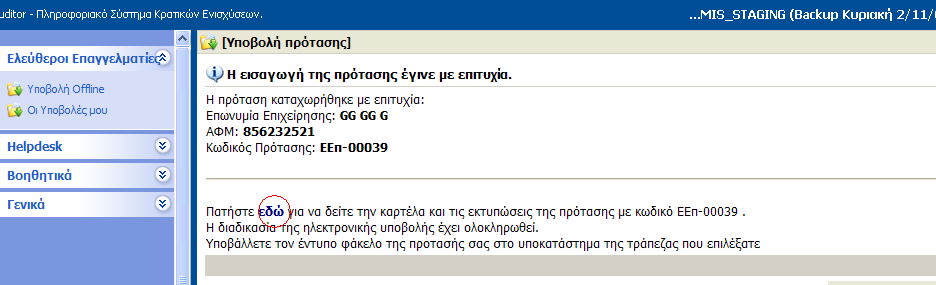 uditor - Πληροφοριακό Σύστημα Κρατικών Ενισχύσεων.
...MIS_STAGING (Backup Κυριακή 2/11/
Ελεύθεροι Επαγγελματίες
Υποβολή Offline
Οι Υποβολές μου
Helpdesk
Βοηθητικά
Γενικά
[Υποβολή πρότασης]
Η εισαγωγή της πρότασης έγινε με επιτυχία.
Η πρόταση καταχωρήθηκε με επιτυχία:
Επωνυμία Επιχείρησης: GG GG G
ΑΦΜ: 856232521
Κωδικός Πρότασης: ΕΕπ-00039
Πατήστε εδώ για να δείτε την καρτέλα και τις εκτυπώσεις της πρότασης με κωδικό ΕΕπ-00039 .
Η διαδικασία της ηλεκτρονικής υποβολής έχει ολοκληρωθεί.
Υποβάλλετε τον έντυπο φάκελο της προτασής σας στο υποκατάστημα της τράπεζας που επιλέξατε